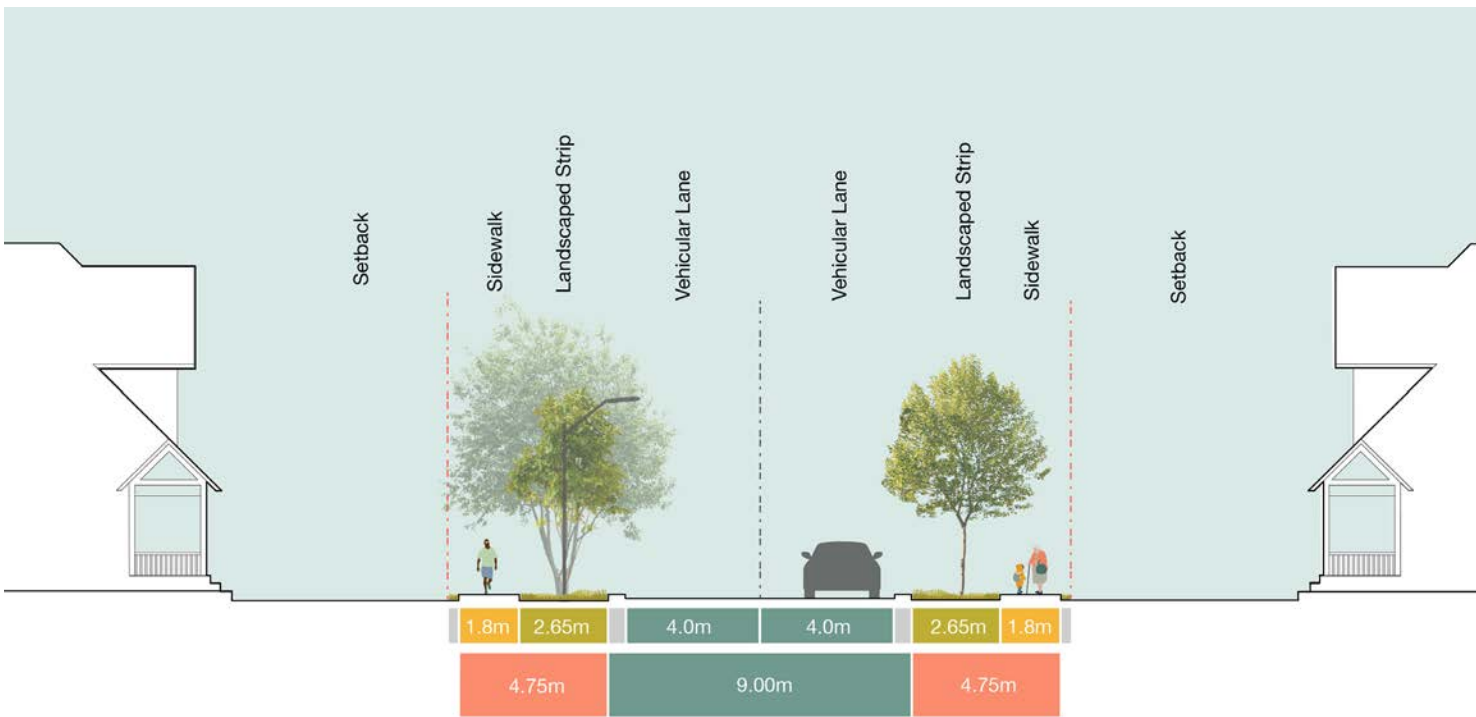 Setback
Sidewalk
Landscaped Strip
Vehicular Lane
Vehicular Lane
Landscaped Strip
Sidewalk
Setback
1.8m
2.65m
4.0m
4.0m
2.65m
1.8m
4.75m
9.00m
4.75m